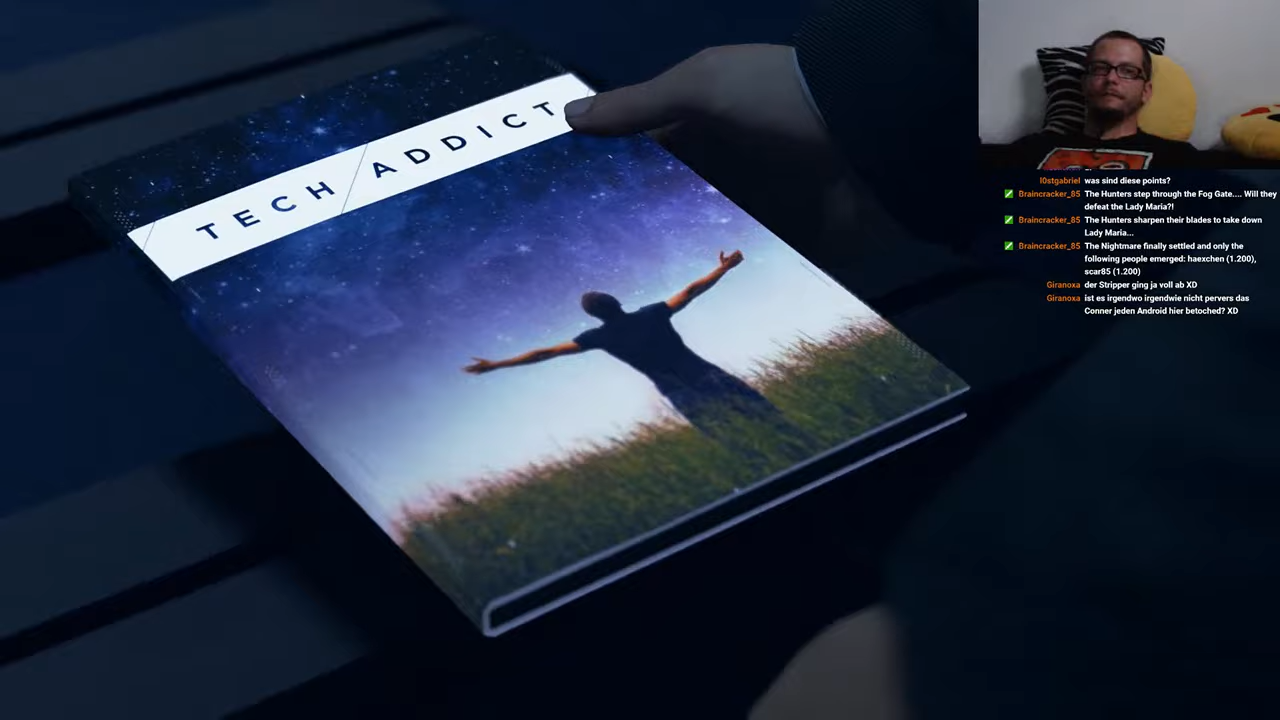 TECH ADDICT
l0stgabriel was sind diese points?
Braincracker_85 The Hunters step through the Fog Gate.... Will they
defeat the Lady Maria?!
Braincracker_85 The Hunters sharpen their blades to take down
Lady Maria...
Braincracker_85 The Nightmare finally settled and only the
following people emerged: haexchen (1.200),
scar85 (1.200)
Giranoxa der Stripper ging ja voll ab XD
Giranoxa ist es irgendwo irgendwie nicht pervers das
Conner jeden Android hier betoched? XD